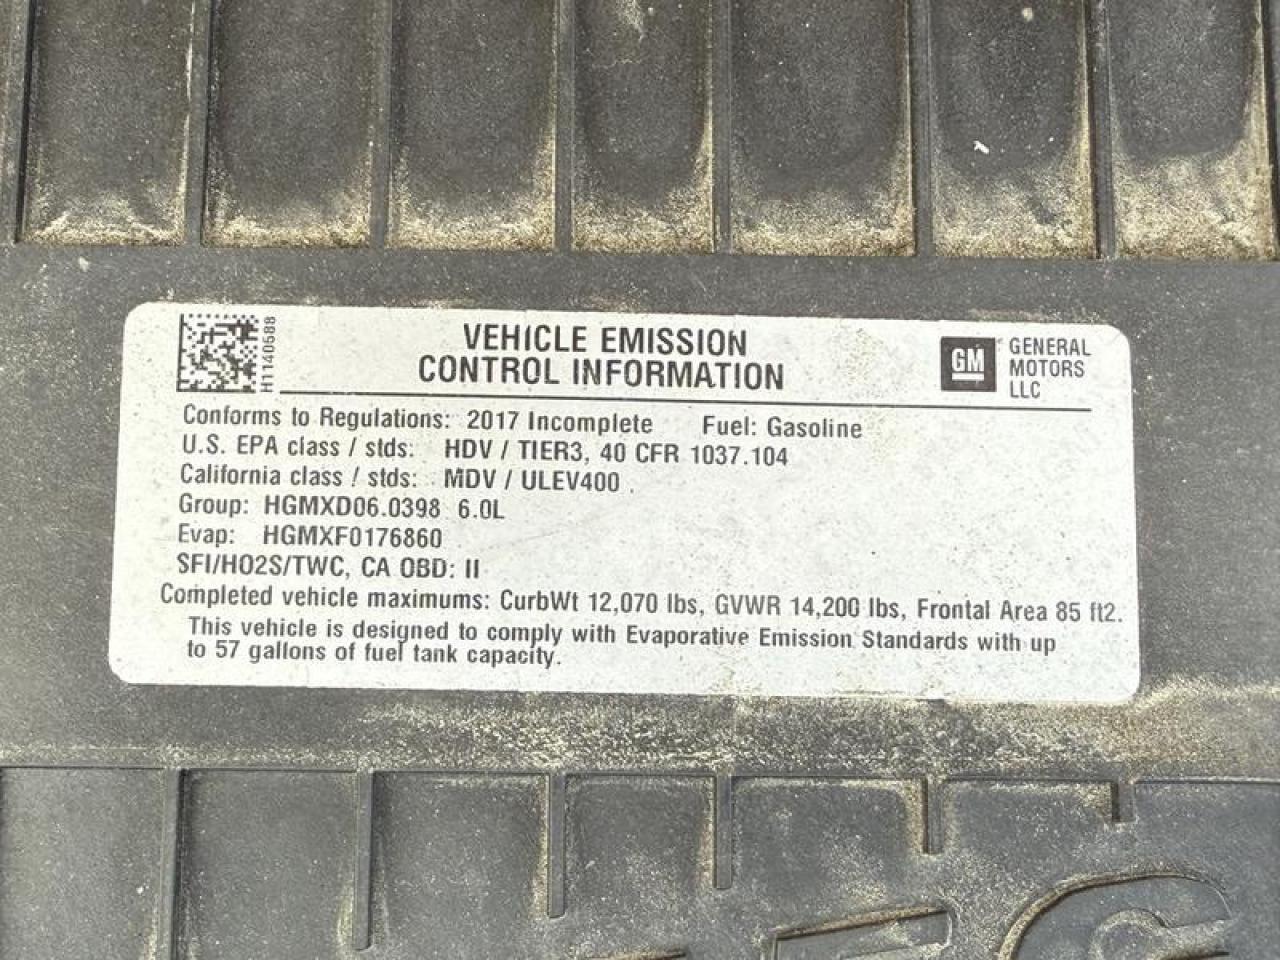 H1140588
VEHICLE EMISSION
CONTROL INFORMATION
GM
GENERAL
MOTORS
LLC
Conforms to Regulations: 2017 Incomplete Fuel: Gasoline
U.S. EPA class / stds: HDV / TIER3, 40 CFR 1037.104
California class / stds: MDV / ULEV400
Group: HGMXD06.0398 6.0L
Evap: HGMXF0176860
SFI/HO2S/TWC, CA OBD: II
Completed vehicle maximums: CurbWt 12,070 lbs, GVWR 14,200 lbs, Frontal Area 85 ft2.
This vehicle is designed to comply with Evaporative Emission Standards with up
to 57 gallons of fuel tank capacity.